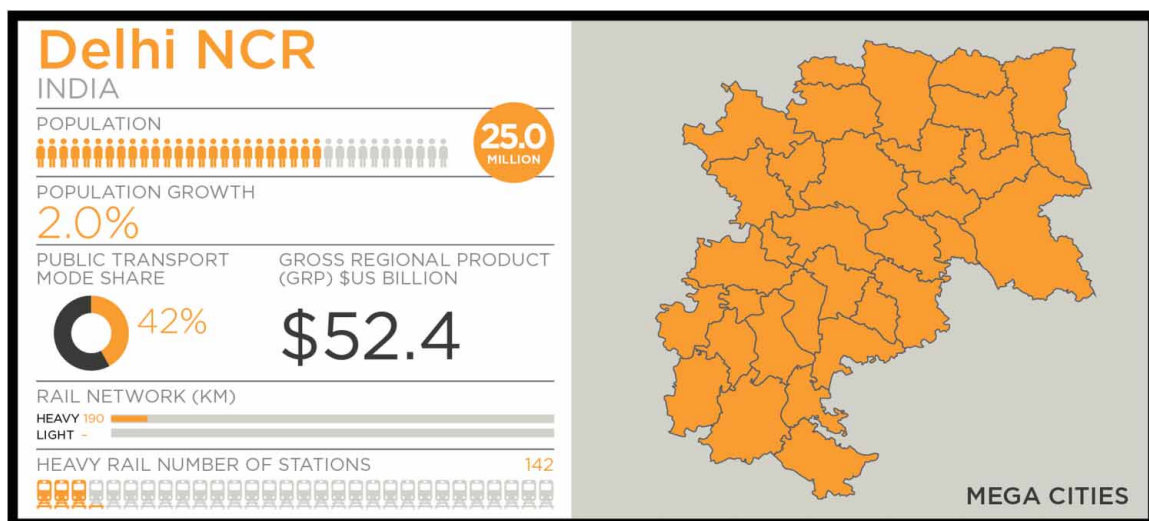 Delhi NCR
INDIA
POPULATION
25.0
MILLION
POPULATION GROWTH
2.0%
PUBLIC TRANSPORT
MODE SHARE
42%
GROSS REGIONAL PRODUCT
(GRP) $US BILLION
$52.4
RAIL NETWORK (KM)
HEAVY 190
LIGHT –
HEAVY RAIL NUMBER OF STATIONS 142
MEGA CITIES